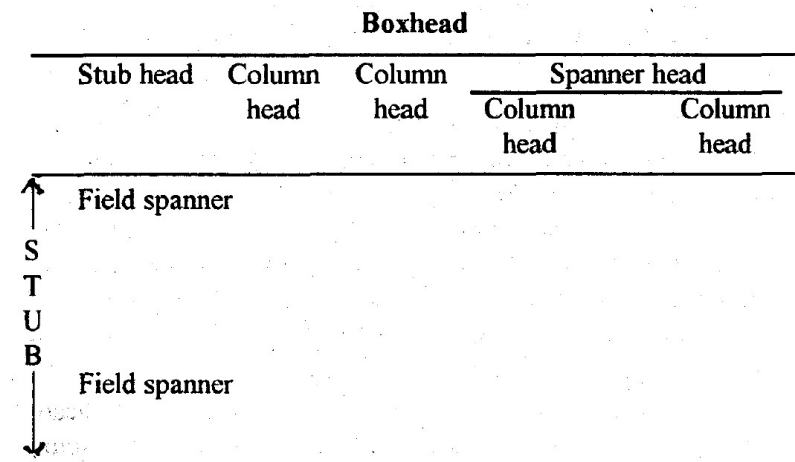 Boxhead
Stub head Column Column Spanner head
head head Column Column
head head
Field spanner
S
T
U
B
Field spanner